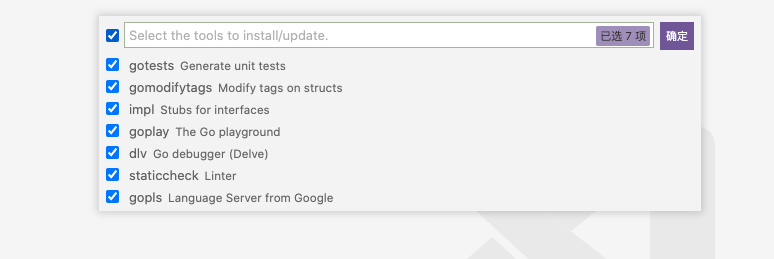 Select the tools to install/update. 已选 7 项 确定
gotests Generate unit tests
gomodifytags Modify tags on structs
impl Stubs for interfaces
goplay The Go playground
dlv Go debugger (Delve)
staticcheck Linter
gopls Language Server from Google